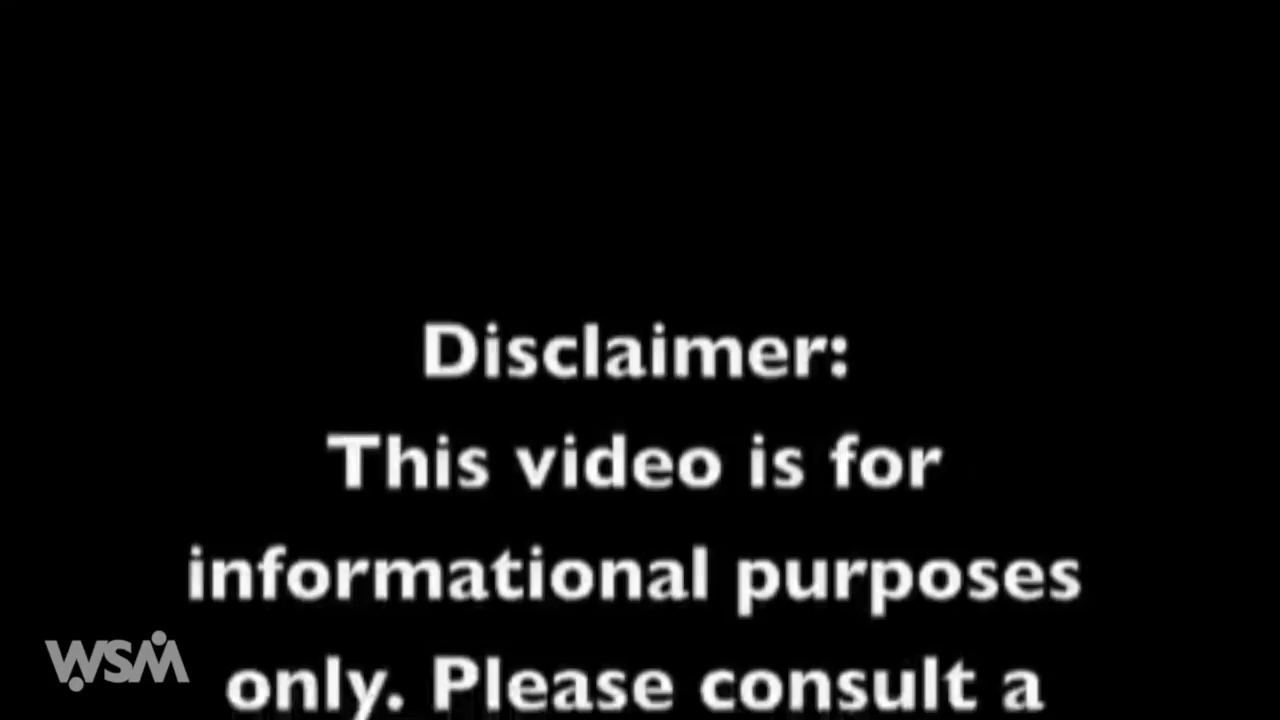 Disclaimer:
This video is for
informational purposes
only. Please consult a
WSM